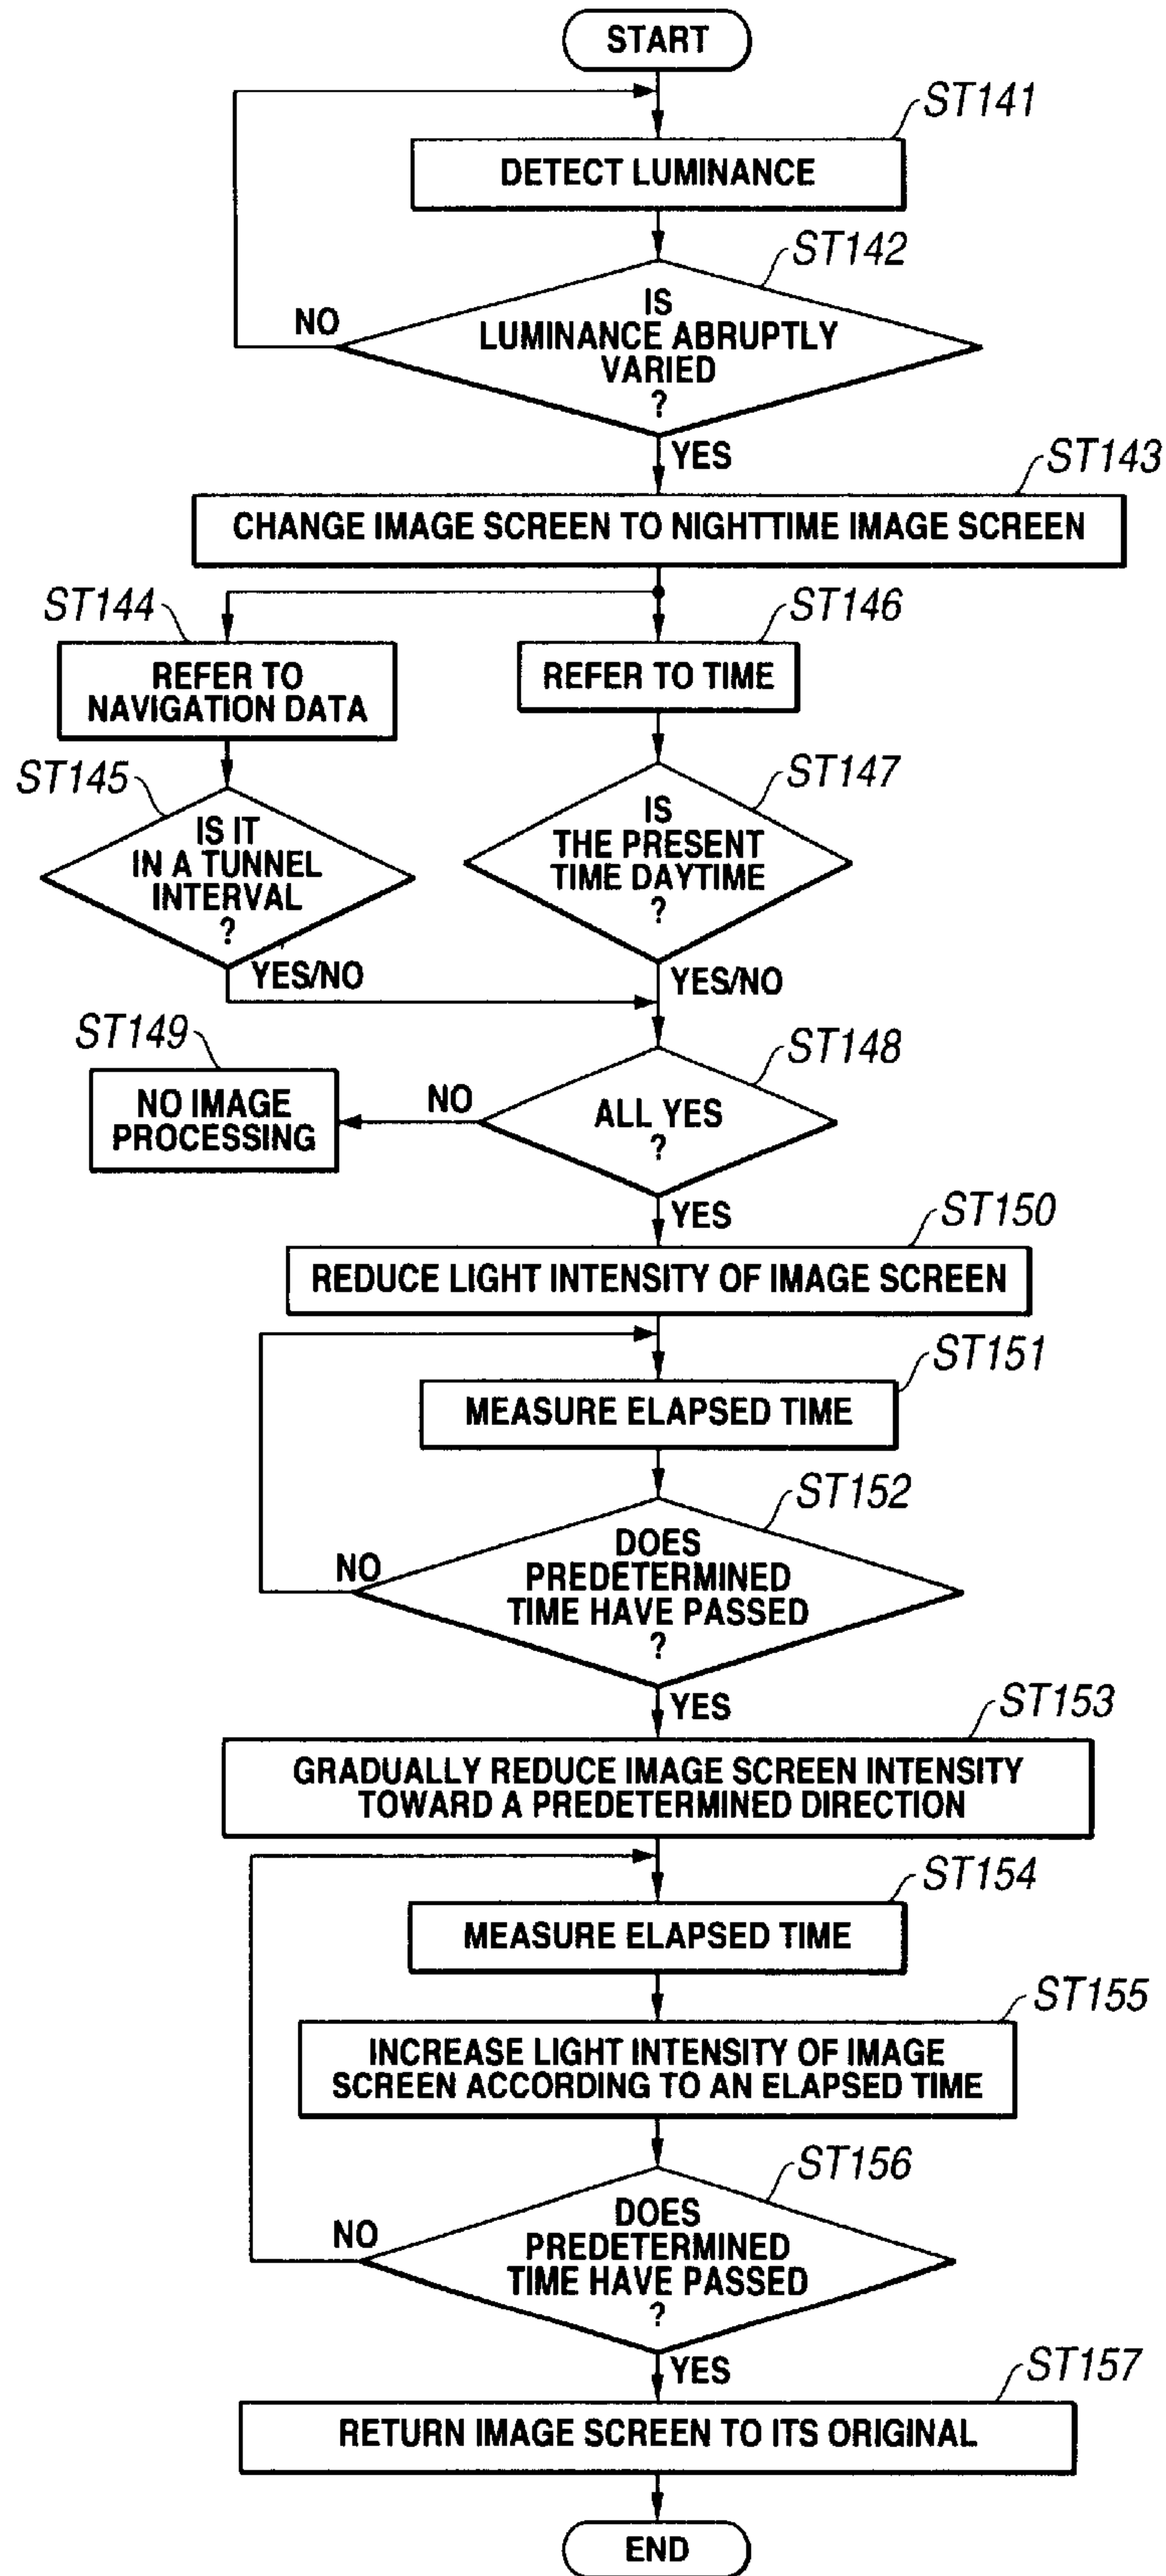 START
ST141
DETECT LUMINANCE
ST142
IS
LUMINANCE ABRUPTLY
VARIED
?
NO
YES
ST143
CHANGE IMAGE SCREEN TO NIGHTTIME IMAGE SCREEN
ST144
REFER TO
NAVIGATION DATA
ST146
REFER TO TIME
ST145
IS IT
IN A TUNNEL
INTERVAL
?
YES/NO
ST147
IS
THE PRESENT
TIME DAYTIME
?
YES/NO
ST149
NO IMAGE
PROCESSING
NO
ST148
ALL YES
?
YES
ST150
REDUCE LIGHT INTENSITY OF IMAGE SCREEN
ST151
MEASURE ELAPSED TIME
ST152
DOES
PREDETERMINED
TIME HAVE PASSED
?
NO
YES
ST153
GRADUALLY REDUCE IMAGE SCREEN INTENSITY
TOWARD A PREDETERMINED DIRECTION
ST154
MEASURE ELAPSED TIME
ST155
INCREASE LIGHT INTENSITY OF IMAGE
SCREEN ACCORDING TO AN ELAPSED TIME
ST156
DOES
PREDETERMINED
TIME HAVE PASSED
?
NO
YES
ST157
RETURN IMAGE SCREEN TO ITS ORIGINAL
END